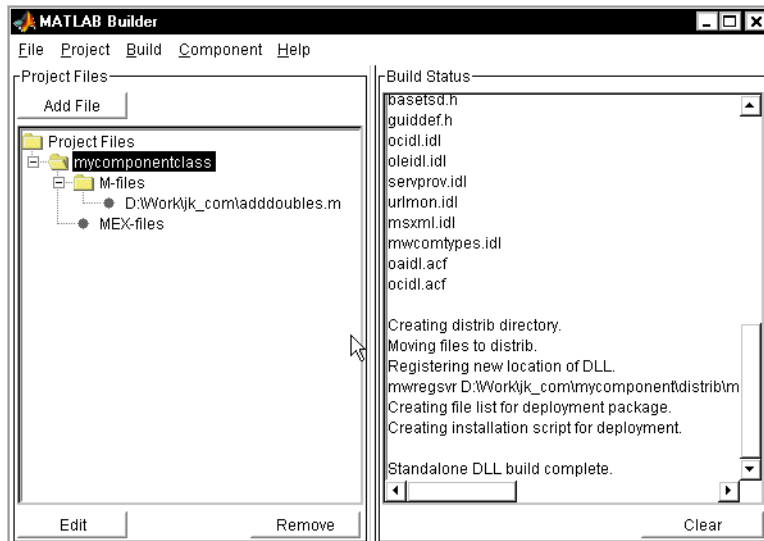 MATLAB Builder
File Project Build Component Help
Project Files
Add File
Project Files
mycomponentclass
M-files
D:\Work\jk_com\adddoubles.m
MEX-files
Edit
Remove
Build Status
basetsd.h
guiddef.h
ocidl.idl
oleidl.idl
servprov.idl
urlmon.idl
msxml.idl
mwcomtypes.idl
oaidl.acf
ocidl.acf
Creating distrib directory.
Moving files to distrib.
Registering new location of DLL.
mwregsvr D:\Work\jk_com\mycomponent\distrib\m
Creating file list for deployment package.
Creating installation script for deployment.
Standalone DLL build complete.
Clear